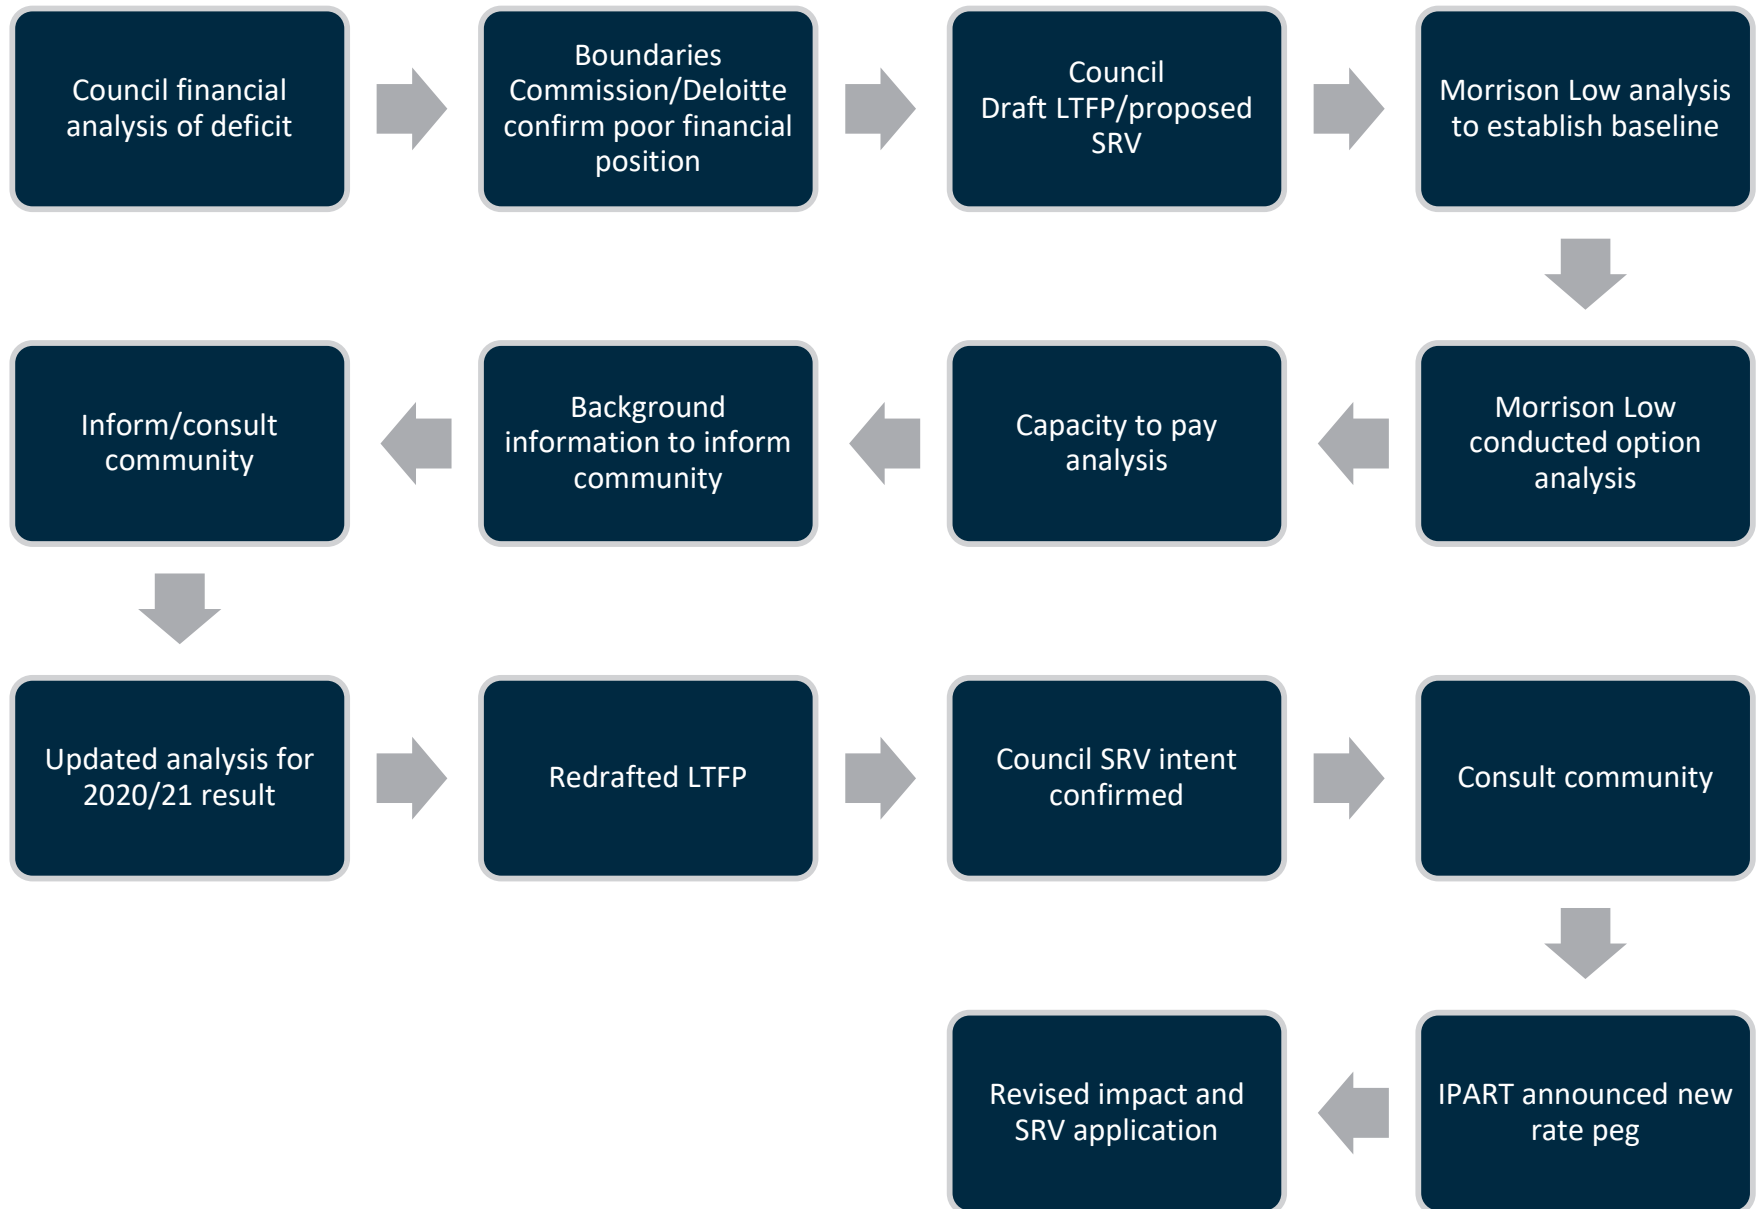 Council financial
analysis of deficit
Boundaries
Commission/Deloitte
confirm poor financial
position
Council
Draft LTFP/proposed
SRV
Morrison Low analysis
to establish baseline
Morrison Low
conducted option
analysis
Capacity to pay
analysis
Background
information to inform
community
Inform/consult
community
Updated analysis for
2020/21 result
Redrafted LTFP
Council SRV intent
confirmed
Consult community
IPART announced new
rate peg
Revised impact and
SRV application